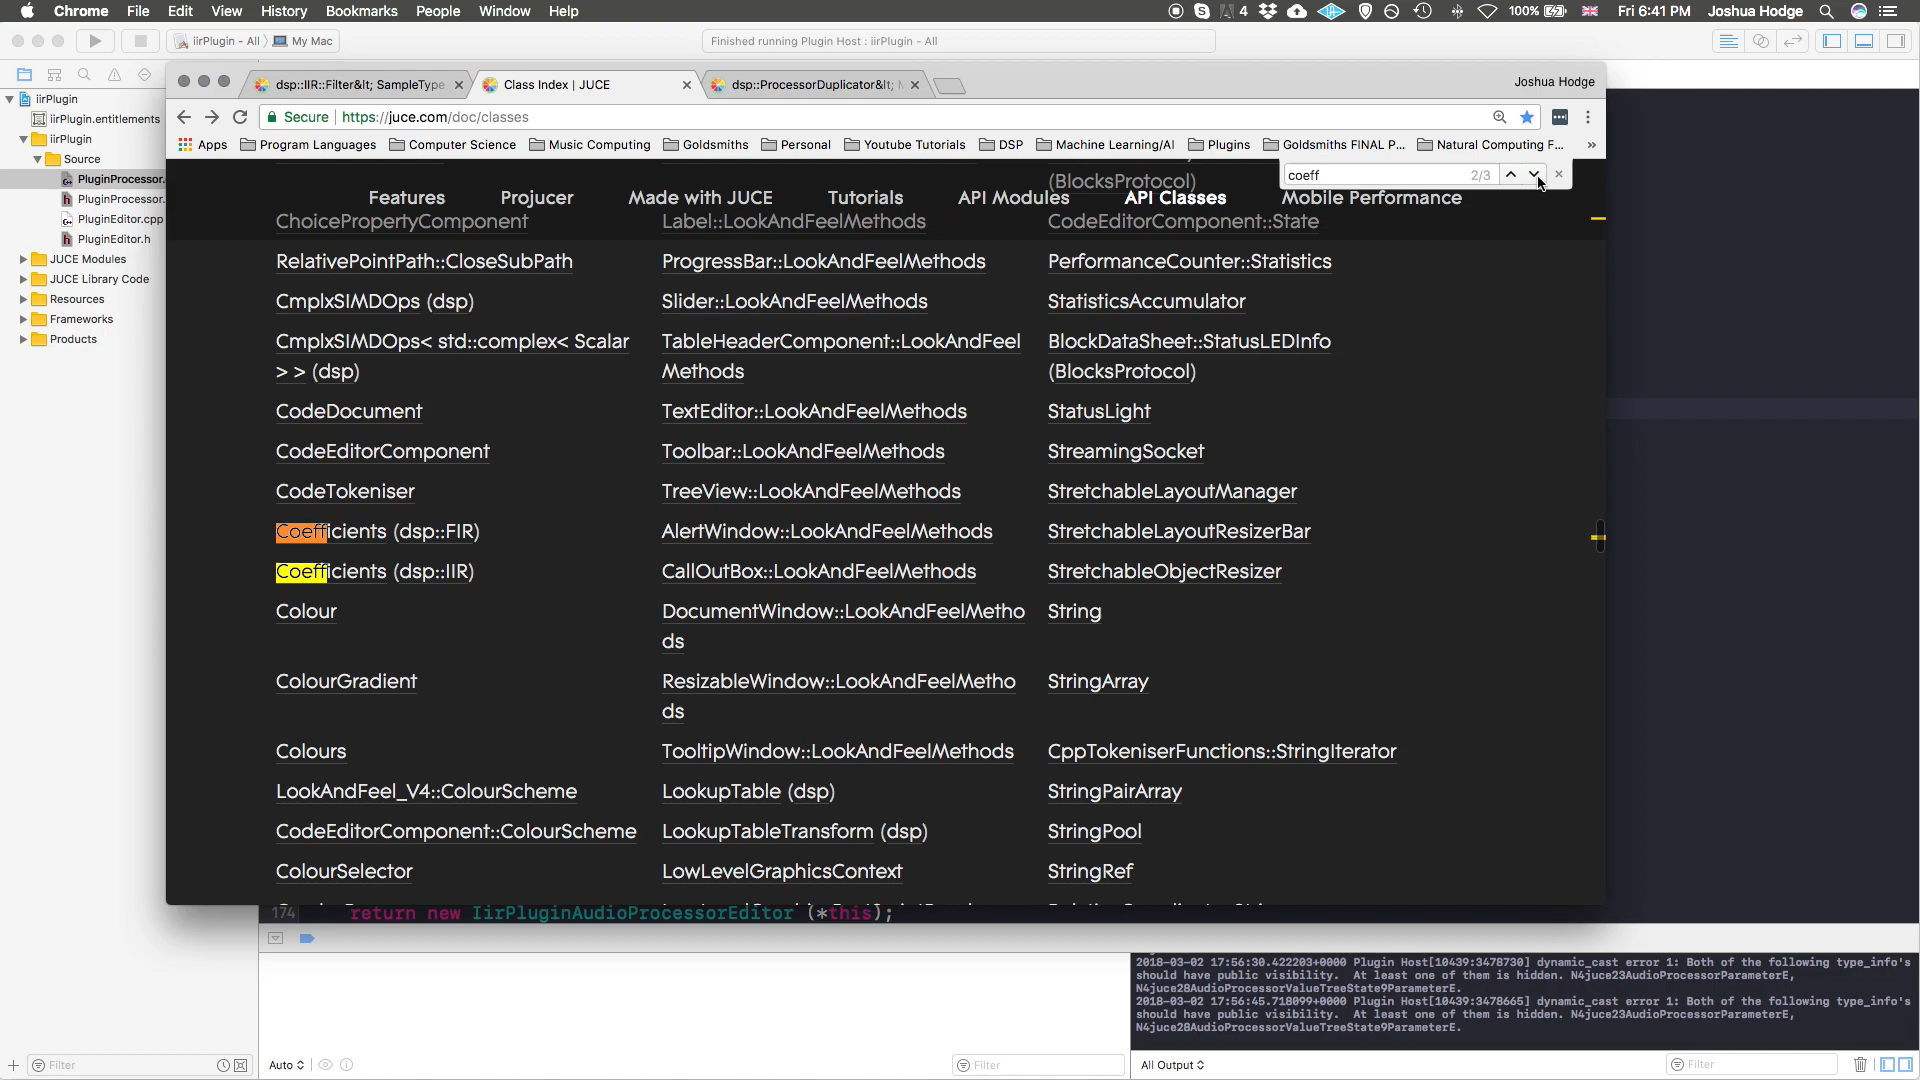 Chrome File Edit View History Bookmarks People Window Help 4 100% Fri 6:41 PM Joshua Hodge
iirPlugin - All My Mac Finished running Plugin Host : iirPlugin - All
iirPlugin
iirPlugin.entitlements
iirPlugin
Source
PluginProcessor.
PluginProcessor.
PluginEditor.cpp
PluginEditor.h
JUCE Modules
JUCE Library Code
Resources
Frameworks
Products
dsp::IIR::Filter&lt; SampleType Class Index | JUCE dsp::ProcessorDuplicator&lt; Joshua Hodge
Secure https://juce.com/doc/classes
Apps Program Languages Computer Science Music Computing Goldsmiths Personal Youtube Tutorials DSP Machine Learning/AI Plugins Goldsmiths FINAL P... Natural Computing F... »
coeff 2/3
(BlocksProtocol)
Features Projucer Made with JUCE Tutorials API Modules API Classes Mobile Performance
ChoicePropertyComponent Label::LookAndFeelMethods CodeEditorComponent::State
RelativePointPath::CloseSubPath ProgressBar::LookAndFeelMethods PerformanceCounter::Statistics
CmplxSIMDOps (dsp) Slider::LookAndFeelMethods StatisticsAccumulator
CmplxSIMDOps< std::complex< Scalar TableHeaderComponent::LookAndFeel BlockDataSheet::StatusLEDInfo
> > (dsp) Methods (BlocksProtocol)
CodeDocument TextEditor::LookAndFeelMethods StatusLight
CodeEditorComponent Toolbar::LookAndFeelMethods StreamingSocket
CodeTokeniser TreeView::LookAndFeelMethods StretchableLayoutManager
Coefficients (dsp::FIR) AlertWindow::LookAndFeelMethods StretchableLayoutResizerBar
Coefficients (dsp::IIR) CallOutBox::LookAndFeelMethods StretchableObjectResizer
Colour DocumentWindow::LookAndFeelMetho String
ds
ColourGradient ResizableWindow::LookAndFeelMetho StringArray
ds
Colours TooltipWindow::LookAndFeelMethods CppTokeniserFunctions::StringIterator
LookAndFeel_V4::ColourScheme LookupTable (dsp) StringPairArray
CodeEditorComponent::ColourScheme LookupTableTransform (dsp) StringPool
ColourSelector LowLevelGraphicsContext StringRef
174 return new IirPluginAudioProcessorEditor (*this);
2018-03-02 17:56:30.422203+0000 Plugin Host[10439:3478730] dynamic_cast error 1: Both of the following type_info's
should have public visibility. At least one of them is hidden. N4juce23AudioProcessorParameterE,
N4juce28AudioProcessorValueTreeState9ParameterE.
2018-03-02 17:56:45.718099+0000 Plugin Host[10439:3478665] dynamic_cast error 1: Both of the following type_info's
should have public visibility. At least one of them is hidden. N4juce23AudioProcessorParameterE,
N4juce28AudioProcessorValueTreeState9ParameterE.
Filter Auto Filter All Output Filter